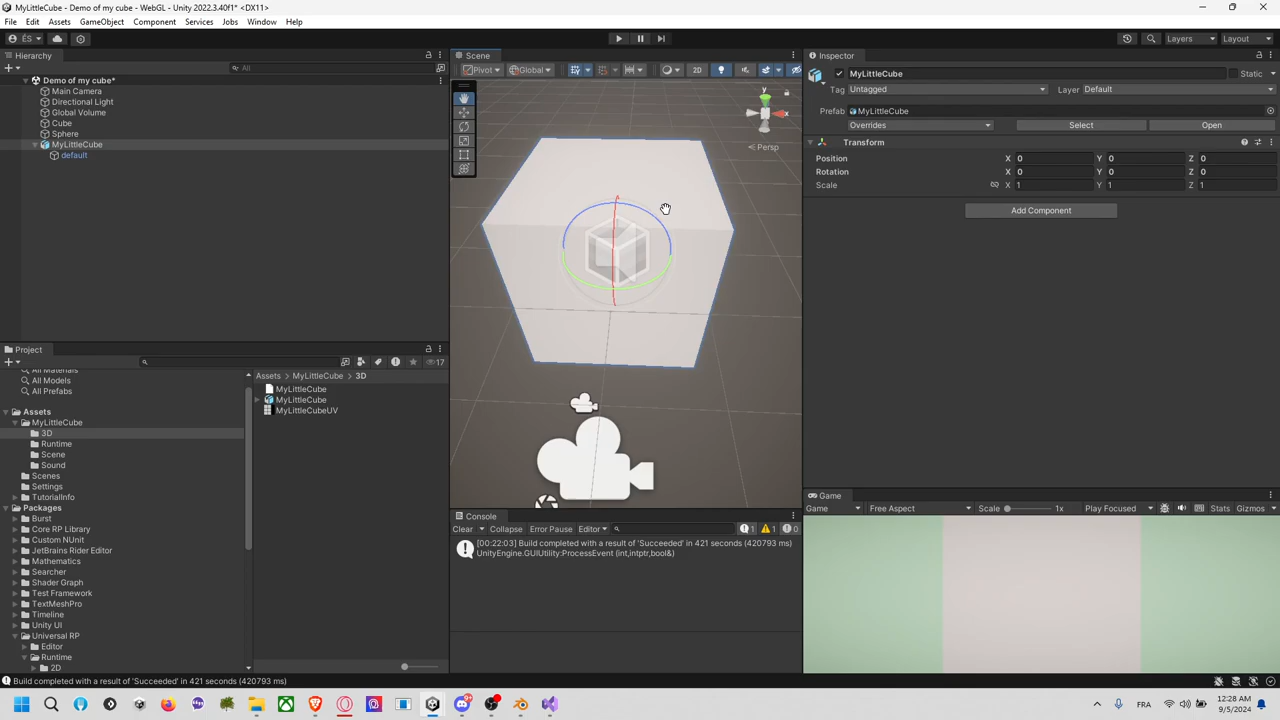 MyLittleCube - Demo of my cube - WebGL - Unity 2022.3.40f1* <DX11>
File Edit Assets GameObject Component Services Jobs Window Help
ÉS
Layers Layout
Hierarchy
All
Demo of my cube*
Main Camera
Directional Light
Global Volume
Cube
Sphere
MyLittleCube
default
Scene
Pivot Global 2D
y
x
Persp
Inspector
MyLittleCube Static
Tag Untagged Layer Default
Prefab MyLittleCube
Overrides Select Open
Transform
Position X 0 Y 0 Z 0
Rotation X 0 Y 0 Z 0
Scale X 1 Y 1 Z 1
Add Component
Project
17
All Materials
All Models
All Prefabs
Assets
MyLittleCube
3D
Runtime
Scene
Sound
Scenes
Settings
TutorialInfo
Packages
Burst
Core RP Library
Custom NUnit
JetBrains Rider Editor
Mathematics
Searcher
Shader Graph
Test Framework
TextMeshPro
Timeline
Unity UI
Universal RP
Editor
Runtime
2D
Assets MyLittleCube 3D
MyLittleCube
MyLittleCube
MyLittleCubeUV
Console
Clear Collapse Error Pause Editor 1 1 0
[00:22:03] Build completed with a result of 'Succeeded' in 421 seconds (420793 ms)
UnityEngine.GUIUtility:ProcessEvent (int,intptr,bool&)
Game
Game Free Aspect Scale 1x Play Focused Stats Gizmos
Build completed with a result of 'Succeeded' in 421 seconds (420793 ms)
FRA
12:28 AM
9/5/2024